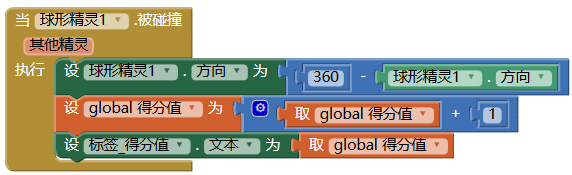 当 球形精灵1 .被碰撞
其他精灵
执行 设 球形精灵1 . 方向 为 360 - 球形精灵1 . 方向
设 global 得分值 为 取 global 得分值 + 1
设 标签_得分值 . 文本 为 取 global 得分值